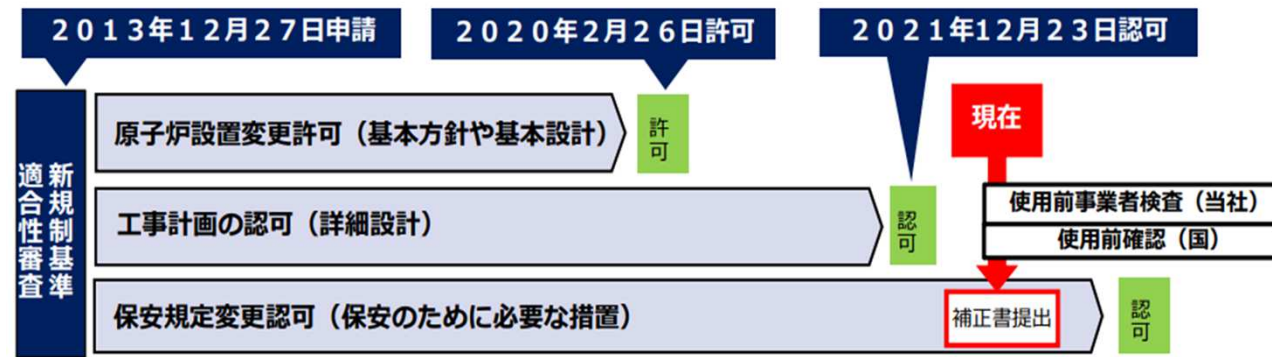 ２０１３年１２月２７日申請
２０２０年２月２６日許可
２０２１年１２月２３日認可
新規制基準
適合性審査
原子炉設置変更許可（基本方針や基本設計）
許可
現在
工事計画の認可（詳細設計）
認可
使用前事業者検査（当社）
使用前確認（国）
保安規定変更認可（保安のために必要な措置）
補正書提出
認可